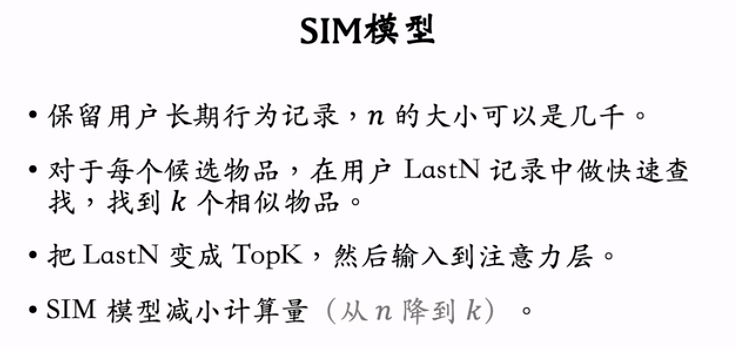 SIM模型
• 保留用户长期行为记录，n 的大小可以是几千。
• 对于每个候选物品，在用户 LastN 记录中做快速查
找，找到 k 个相似物品。
• 把 LastN 变成 TopK，然后输入到注意力层。
• SIM 模型减小计算量（从 n 降到 k）。